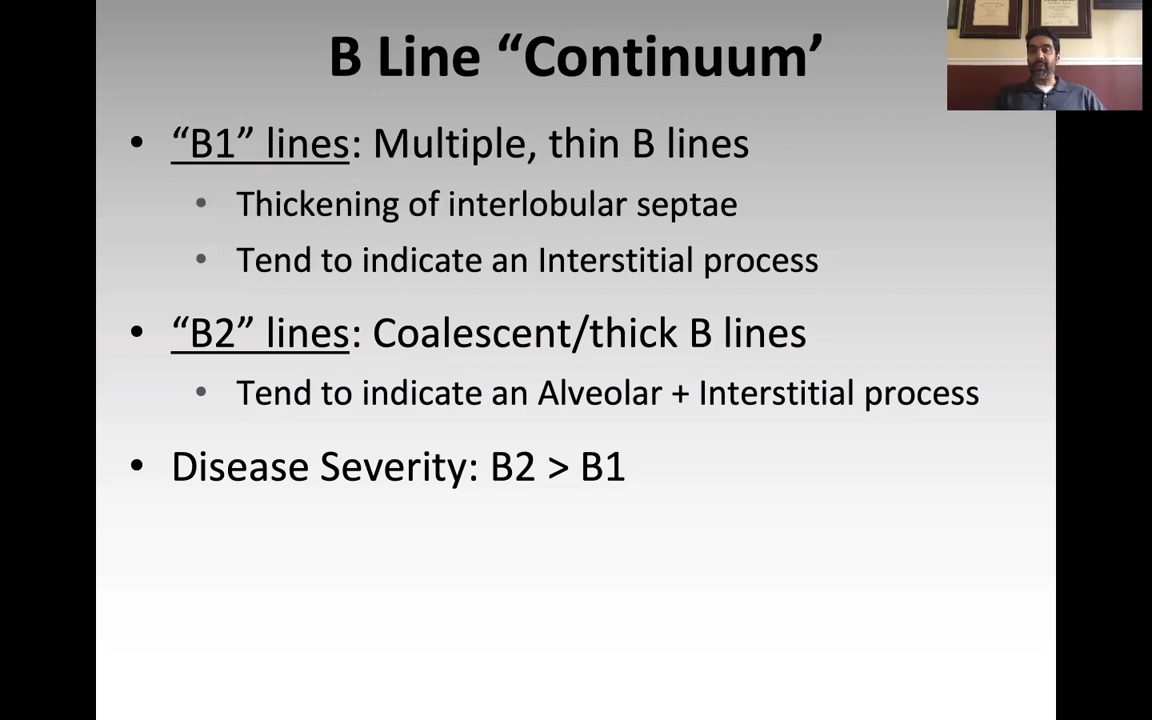 B Line “Continuum’
• “B1” lines: Multiple, thin B lines
• Thickening of interlobular septae
• Tend to indicate an Interstitial process
• “B2” lines: Coalescent/thick B lines
• Tend to indicate an Alveolar + Interstitial process
• Disease Severity: B2 > B1